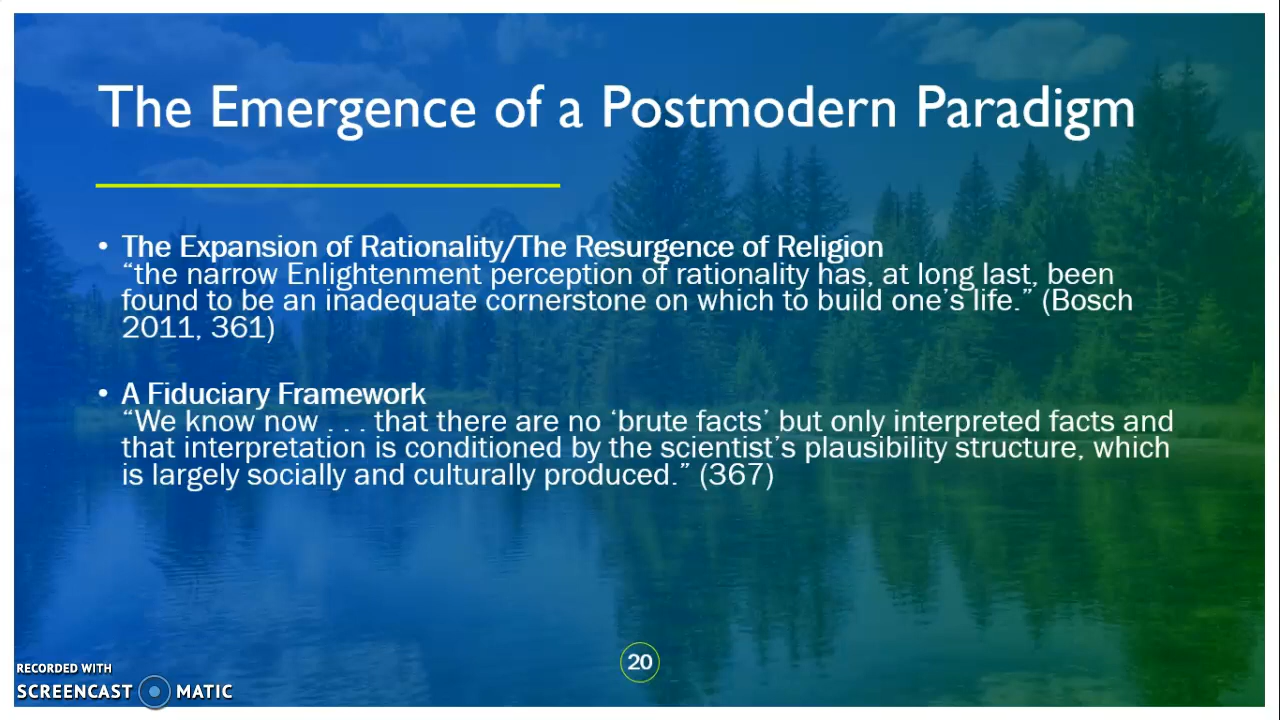 The Emergence of a Postmodern Paradigm
• The Expansion of Rationality/The Resurgence of Religion
“the narrow Enlightenment perception of rationality has, at long last, been
found to be an inadequate cornerstone on which to build one’s life.” (Bosch
2011, 361)
• A Fiduciary Framework
“We know now . . . that there are no ‘brute facts’ but only interpreted facts and
that interpretation is conditioned by the scientist’s plausibility structure, which
is largely socially and culturally produced.” (367)
20
RECORDED WITH
SCREENCAST MATIC